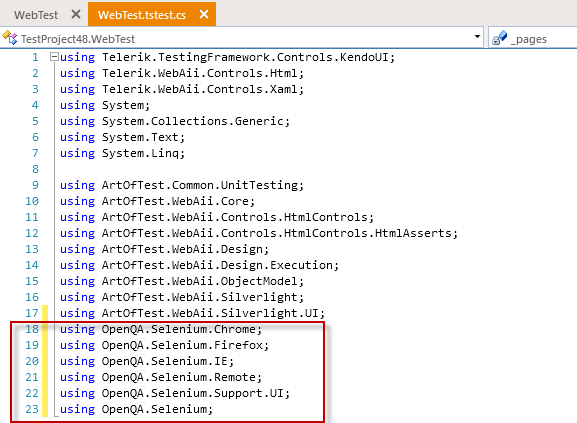 WebTest WebTest.tstest.cs
TestProject48.WebTest _pages
1 using Telerik.TestingFramework.Controls.KendoUI;
2 using Telerik.WebAii.Controls.Html;
3 using Telerik.WebAii.Controls.Xaml;
4 using System;
5 using System.Collections.Generic;
6 using System.Text;
7 using System.Linq;
8
9 using ArtOfTest.Common.UnitTesting;
10 using ArtOfTest.WebAii.Core;
11 using ArtOfTest.WebAii.Controls.HtmlControls;
12 using ArtOfTest.WebAii.Controls.HtmlControls.HtmlAsserts;
13 using ArtOfTest.WebAii.Design;
14 using ArtOfTest.WebAii.Design.Execution;
15 using ArtOfTest.WebAii.ObjectModel;
16 using ArtOfTest.WebAii.Silverlight;
17 using ArtOfTest.WebAii.Silverlight.UI;
18 using OpenQA.Selenium.Chrome;
19 using OpenQA.Selenium.Firefox;
20 using OpenQA.Selenium.IE;
21 using OpenQA.Selenium.Remote;
22 using OpenQA.Selenium.Support.UI;
23 using OpenQA.Selenium;